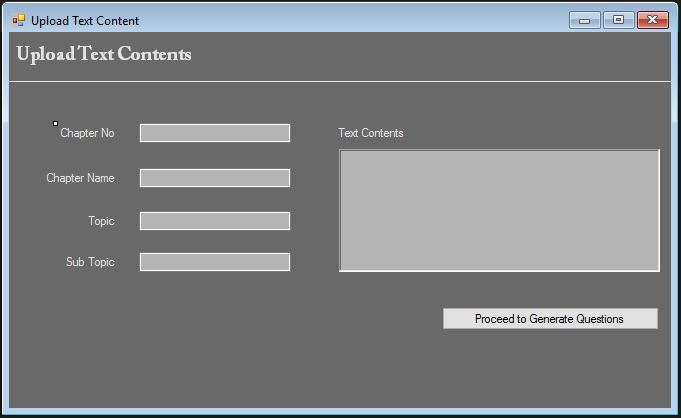 Upload Text Content
Upload Text Contents
Chapter No
Text Contents
Chapter Name
Topic
Sub Topic
Proceed to Generate Questions